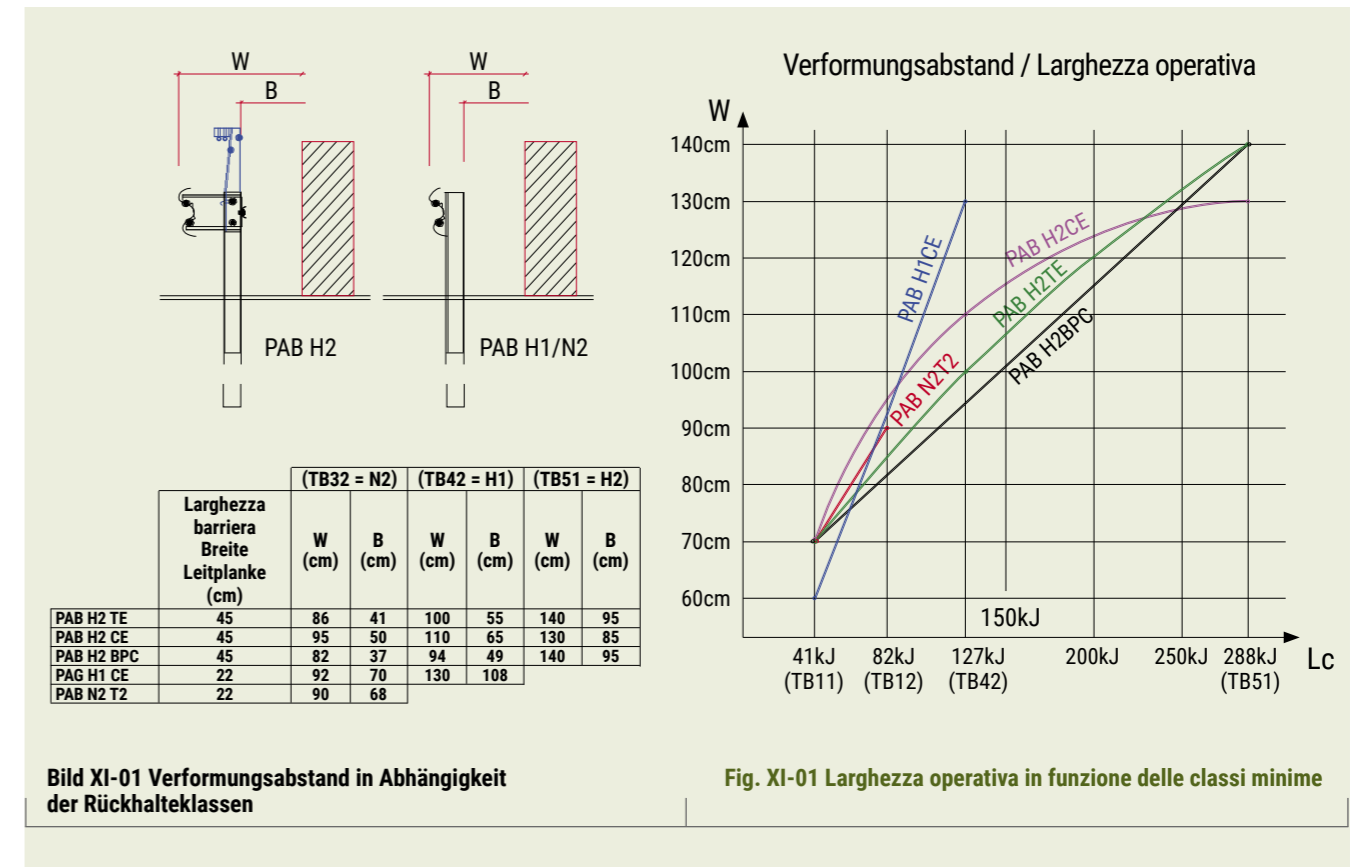 W
B
PAB H2
W
B
PAB H1/N2
Verformungsabstand / Larghezza operativa
W
140cm
130cm
120cm
110cm
100cm
90cm
80cm
70cm
60cm
PAB H1CE
PAB H2CE
PAB H2TE
PAB H2BPC
PAB N2T2
150kJ
41kJ 82kJ 127kJ 200kJ 250kJ 288kJ Lc
(TB11) (TB12) (TB42) (TB51)
(TB32 = N2) (TB42 = H1) (TB51 = H2)
Larghezza
barriera
Breite
Leitplanke
(cm)
W B W B W B
(cm) (cm) (cm) (cm) (cm) (cm)
PAB H2 TE 45 86 41 100 55 140 95
PAB H2 CE 45 95 50 110 65 130 85
PAB H2 BPC 45 82 37 94 49 140 95
PAG H1 CE 22 92 70 130 108
PAB N2 T2 22 90 68
Bild XI-01 Verformungsabstand in Abhängigkeit
der Rückhalteklassen
Fig. XI-01 Larghezza operativa in funzione delle classi minime